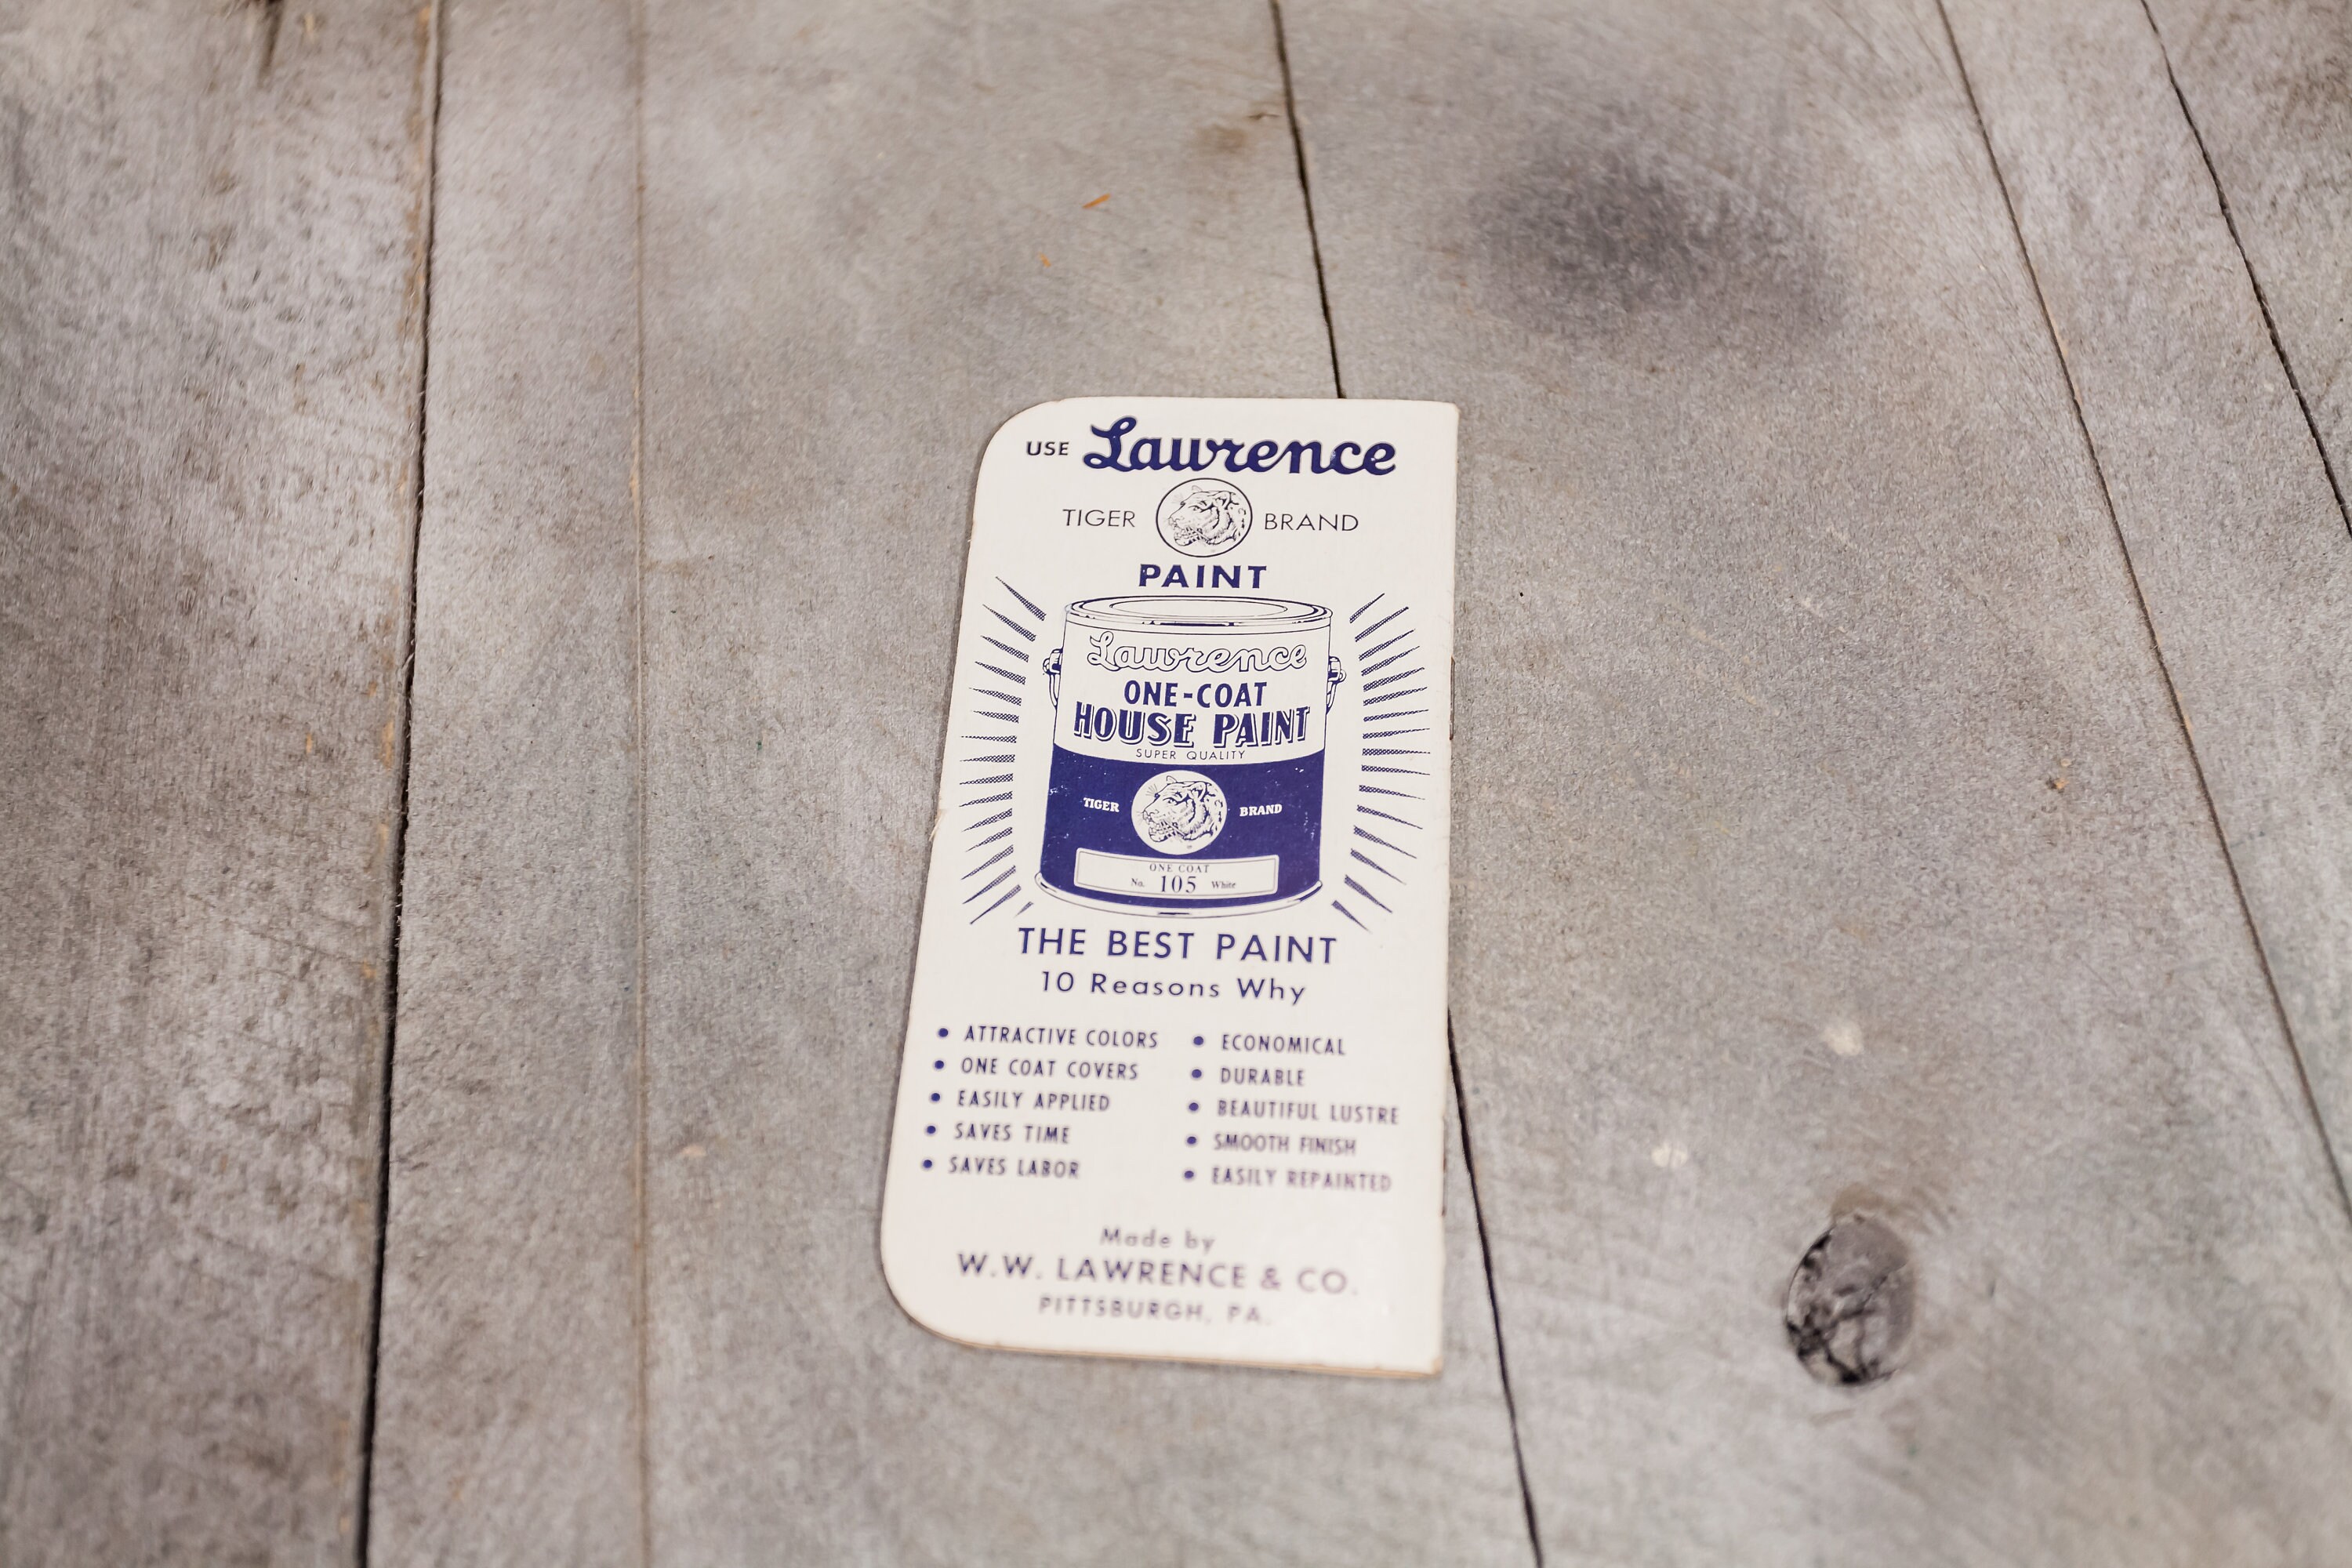 USE Lawrence
TIGER BRAND
PAINT
Lawrence
ONE-COAT
HOUSE PAINT
SUPER QUALITY
TIGER BRAND
ONE COAT
No. 105 White
THE BEST PAINT
10 Reasons Why
• ATTRACTIVE COLORS
• ONE COAT COVERS
• EASILY APPLIED
• SAVES TIME
• SAVES LABOR
• ECONOMICAL
• DURABLE
• BEAUTIFUL LUSTRE
• SMOOTH FINISH
• EASILY REPAINTED
Made by
W.W. LAWRENCE & CO.
PITTSBURGH, PA.